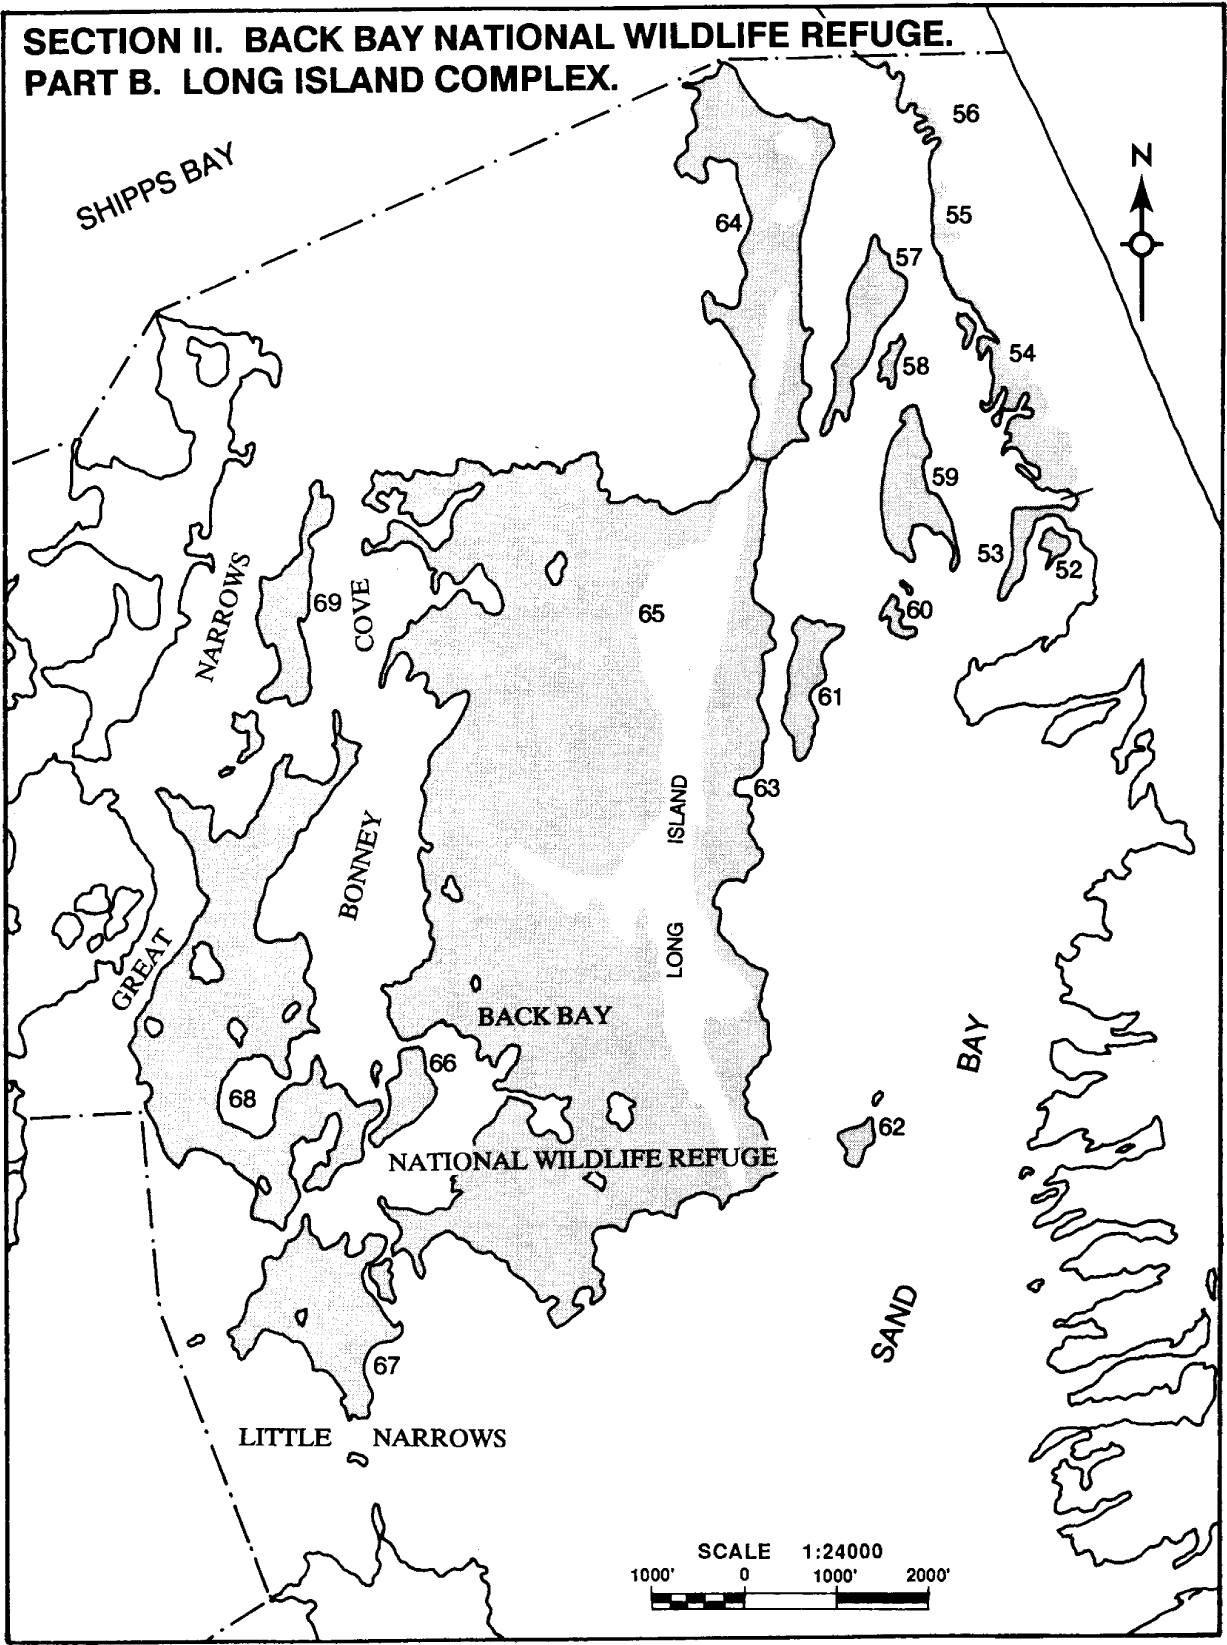 SECTION II. BACK BAY NATIONAL WILDLIFE REFUGE.
PART B. LONG ISLAND COMPLEX.
56
SHIPPS BAY
N
64
55
57
54
58
59
53
52
69
65
60
NARROWS
COVE
61
63
ISLAND
BONNEY
LONG
GREAT
BACK BAY
BAY
66
68
62
NATIONAL WILDLIFE REFUGE
SAND
67
LITTLE NARROWS
SCALE 1:24000
1000' 0 1000' 2000'